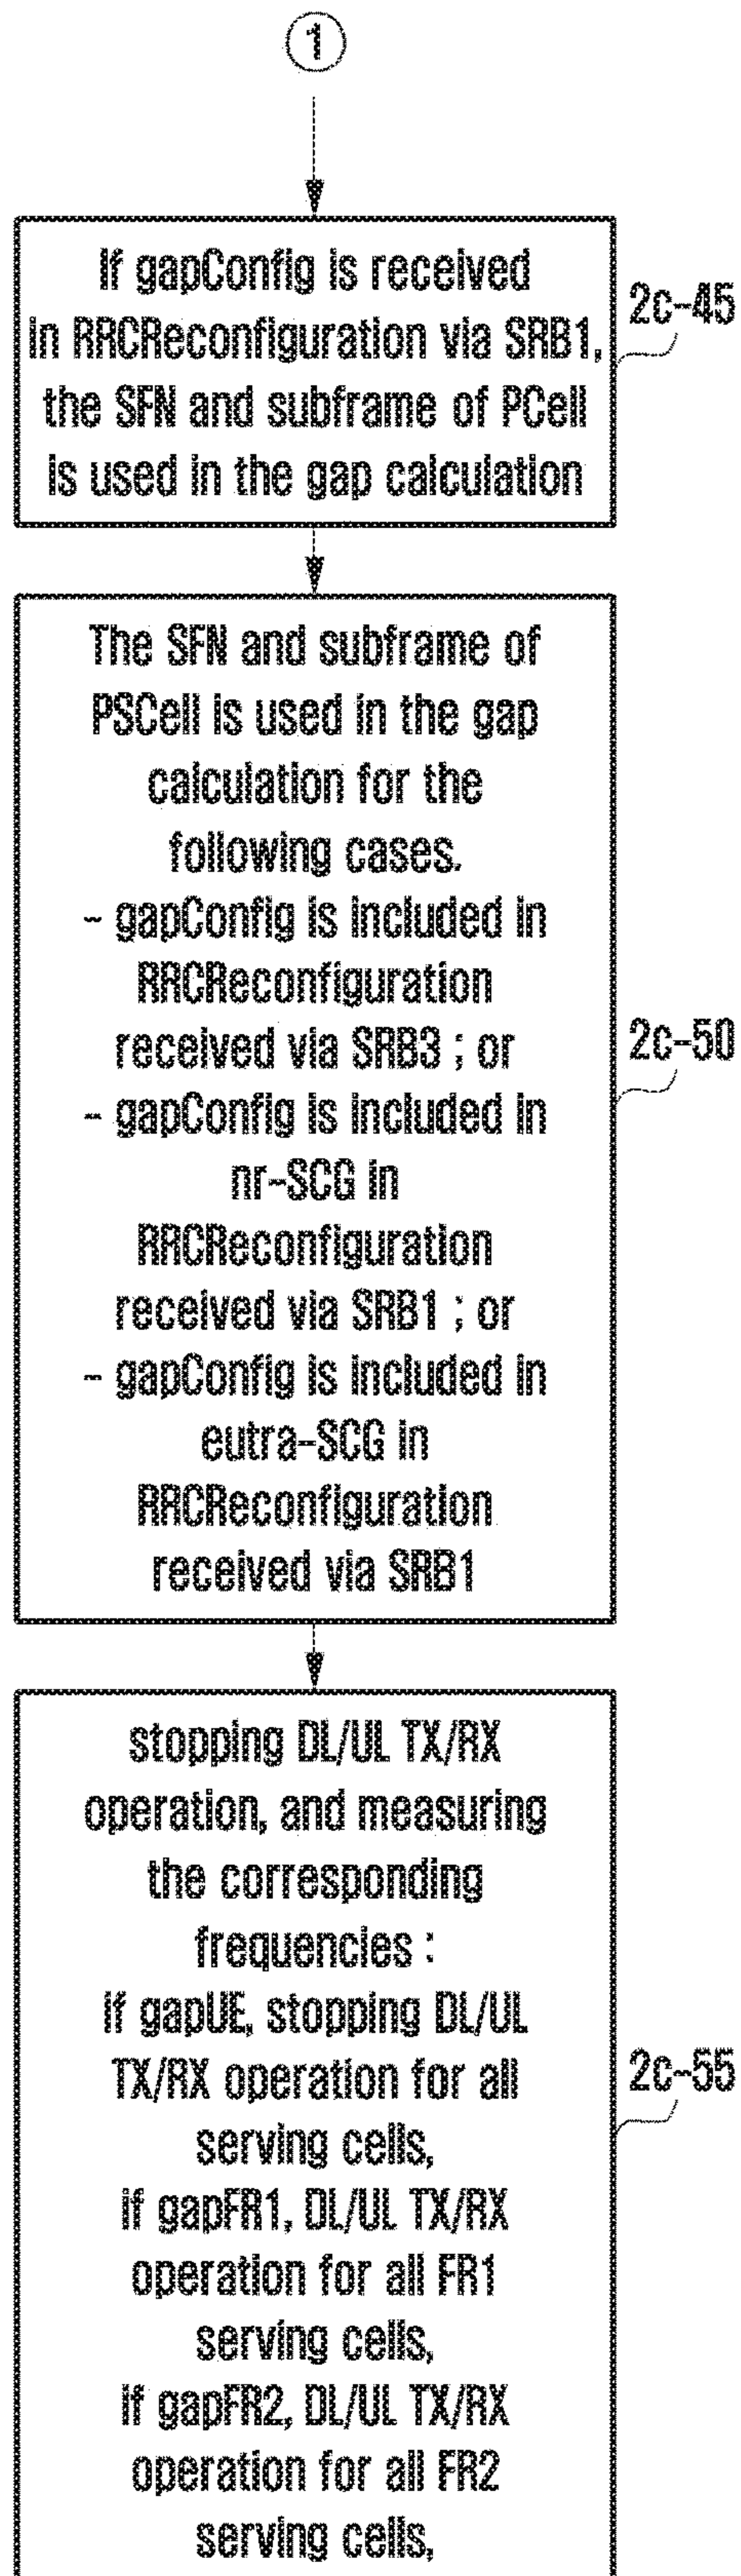 1
If gapConfig is received
in RRCReconfiguration via SRB1,
the SFN and subframe of PCell
is used in the gap calculation
2c-45
The SFN and subframe of
PSCell is used in the gap
calculation for the
following cases.
- gapConfig is included in
RRCReconfiguration
received via SRB3 ; or
- gapConfig is included in
nr-SCG in
RRCReconfiguration
received via SRB1 ; or
- gapConfig is included in
eutra-SCG in
RRCReconfiguration
received via SRB1
2c-50
stopping DL/UL TX/RX
operation, and measuring
the corresponding
frequencies :
if gapUE, stopping DL/UL
TX/RX operation for all
serving cells,
if gapFR1, DL/UL TX/RX
operation for all FR1
serving cells,
if gapFR2, DL/UL TX/RX
operation for all FR2
serving cells,
2c-55